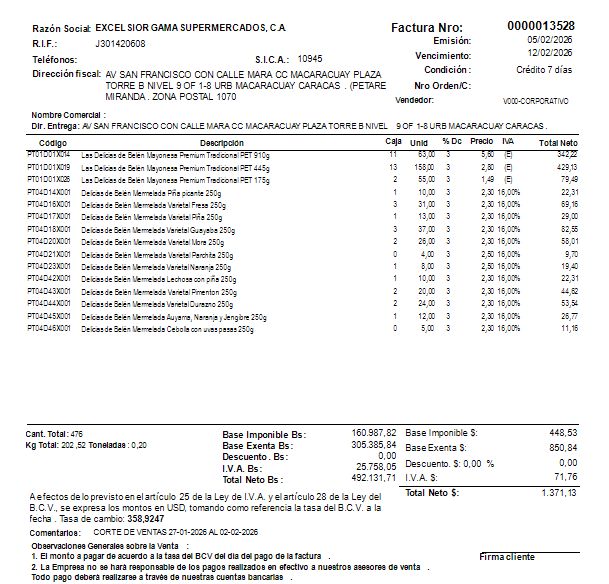 Razón Social: EXCELSIOR GAMA SUPERMERCADOS, C.A
R.I.F.: J301420608
Teléfonos: S.I.C.A.: 10945
Dirección fiscal: AV SAN FRANCISCO CON CALLE MARA CC MACARACUAY PLAZA
TORRE B NIVEL 9 OF 1-8 URB MACARACUAY CARACAS . (PETARE
MIRANDA . ZONA POSTAL 1070
Factura Nro: 0000013528
Emisión: 05/02/2026
Vencimiento: 12/02/2026
Condición : Crédito 7 días
Nro Orden/C:
Vendedor: V000-CORPORATIVO
Nombre Comercial :
Dir. Entrega: AV SAN FRANCISCO CON CALLE MARA CC MACARACUAY PLAZA TORRE B NIVEL 9 OF 1-8 URB MACARACUAY CARACAS .
Código Descripción Caja Unid % Dc Precio IVA Total Neto
PT01D01X014 Las Delicias de Belén Mayonesa Premium Tradicional PET 910g 11 63,00 3 5,60 (E) 342,22
PT01D01X019 Las Delicias de Belén Mayonesa Premium Tradicional PET 445g 13 158,00 3 2,80 (E) 429,13
PT01D01X026 Las Delicias de Belén Mayonesa Premium Tradicional PET 175g 2 55,00 3 1,49 (E) 79,49
PT04D14X001 Delicias de Belén Mermelada Piña picante 250g 1 10,00 3 2,30 16,00% 22,31
PT04D16X001 Delicias de Belén Mermelada Varietal Fresa 250g 3 31,00 3 2,30 16,00% 69,16
PT04D17X001 Delicias de Belén Mermelada Varietal Piña 250g 1 13,00 3 2,30 16,00% 29,00
PT04D18X001 Delicias de Belén Mermelada Varietal Guayaba 250g 3 37,00 3 2,30 16,00% 82,55
PT04D20X001 Delicias de Belén Mermelada Varietal Mora 250g 2 26,00 3 2,30 16,00% 58,01
PT04D21X001 Delicias de Belén Mermelada Varietal Parchita 250g 0 4,00 3 2,50 16,00% 9,70
PT04D23X001 Delicias de Belén Mermelada Varietal Naranja 250g 1 8,00 3 2,50 16,00% 19,40
PT04D42X001 Delicias de Belén Mermelada Lechosa con piña 250g 1 10,00 3 2,30 16,00% 22,31
PT04D43X001 Delicias de Belén Mermelada Varietal Pimenton 250g 2 20,00 3 2,30 16,00% 44,62
PT04D44X001 Delicias de Belén Mermelada Varietal Durazno 250g 2 24,00 3 2,30 16,00% 53,54
PT04D45X001 Delicias de Belén Mermelada Auyama, Naranja y Jengibre 250g 1 12,00 3 2,30 16,00% 26,77
PT04D46X001 Delicias de Belén Mermelada Cebolla con uvas pasas 250g 0 5,00 3 2,30 16,00% 11,16
Cant. Total: 476
Kg Total: 202,52 Toneladas : 0,20
Base Imponible Bs: 160.987,82
Base Exenta Bs: 305.385,84
Descuento. Bs: 0,00
I.V.A. Bs: 25.758,05
Total Neto Bs : 492.131,71
Base Imponible $: 448,53
Base Exenta $: 850,84
Descuento. $: 0,00 % 0,00
I.V.A. $: 71,76
Total Neto $: 1.371,13
A efectos de lo previsto en el artículo 25 de la Ley de I.V.A. y el artículo 28 de la Ley del
B.C.V., se expresa los montos en USD, tomando como referencia la tasa del B.C.V. a la
fecha . Tasa de cambio: 358,9247
Comentarios: CORTE DE VENTAS 27-01-2026 AL 02-02-2026
Observaciones Generales sobre la Venta :
1. El monto a pagar de acuerdo a la tasa del BCV del dia del pago de la factura .
2. La Empresa no se hará responsable de los pagos realizados en efectivo a nuestros asesores de venta .
Todo pago deberá realizarse a través de nuestras cuentas bancarias .
Firma cliente